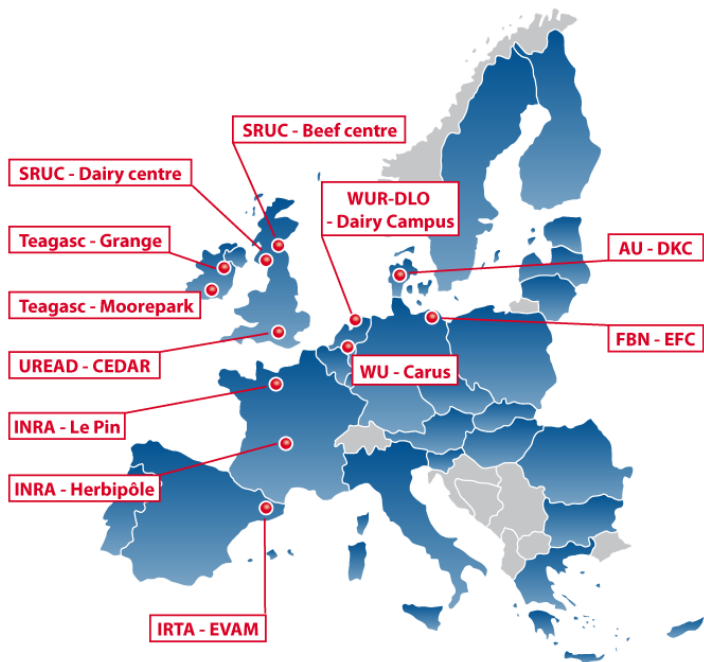 SRUC - Beef centre
SRUC - Dairy centre
WUR-DLO
- Dairy Campus
Teagasc - Grange
AU - DKC
Teagasc - Moorepark
FBN - EFC
UREAD - CEDAR
WU - Carus
INRA - Le Pin
INRA - Herbipôle
IRTA - EVAM